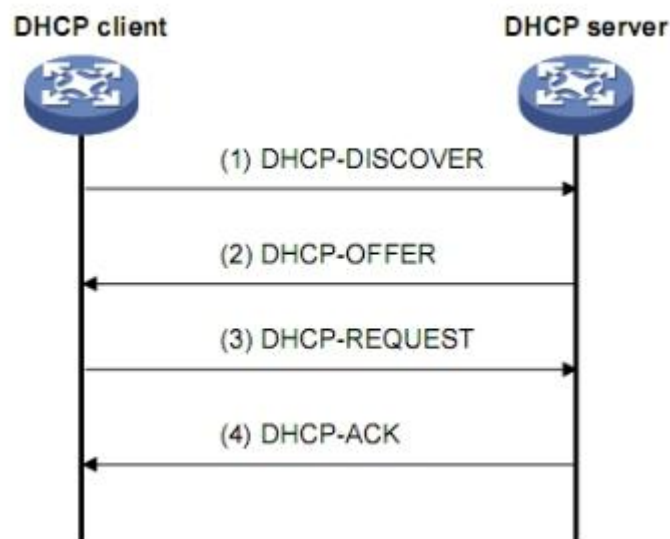 DHCP client
DHCP server
(1) DHCP-DISCOVER
(2) DHCP-OFFER
(3) DHCP-REQUEST
(4) DHCP-ACK